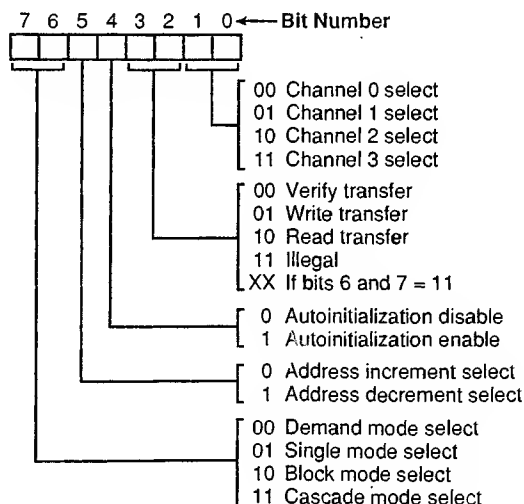 7 6 5 4 3 2 1 0 Bit Number
00 Channel 0 select
01 Channel 1 select
10 Channel 2 select
11 Channel 3 select
00 Verify transfer
01 Write transfer
10 Read transfer
11 Illegal
XX If bits 6 and 7 = 11
0 Autoinitialization disable
1 Autoinitialization enable
0 Address increment select
1 Address decrement select
00 Demand mode select
01 Single mode select
10 Block mode select
11 Cascade mode select